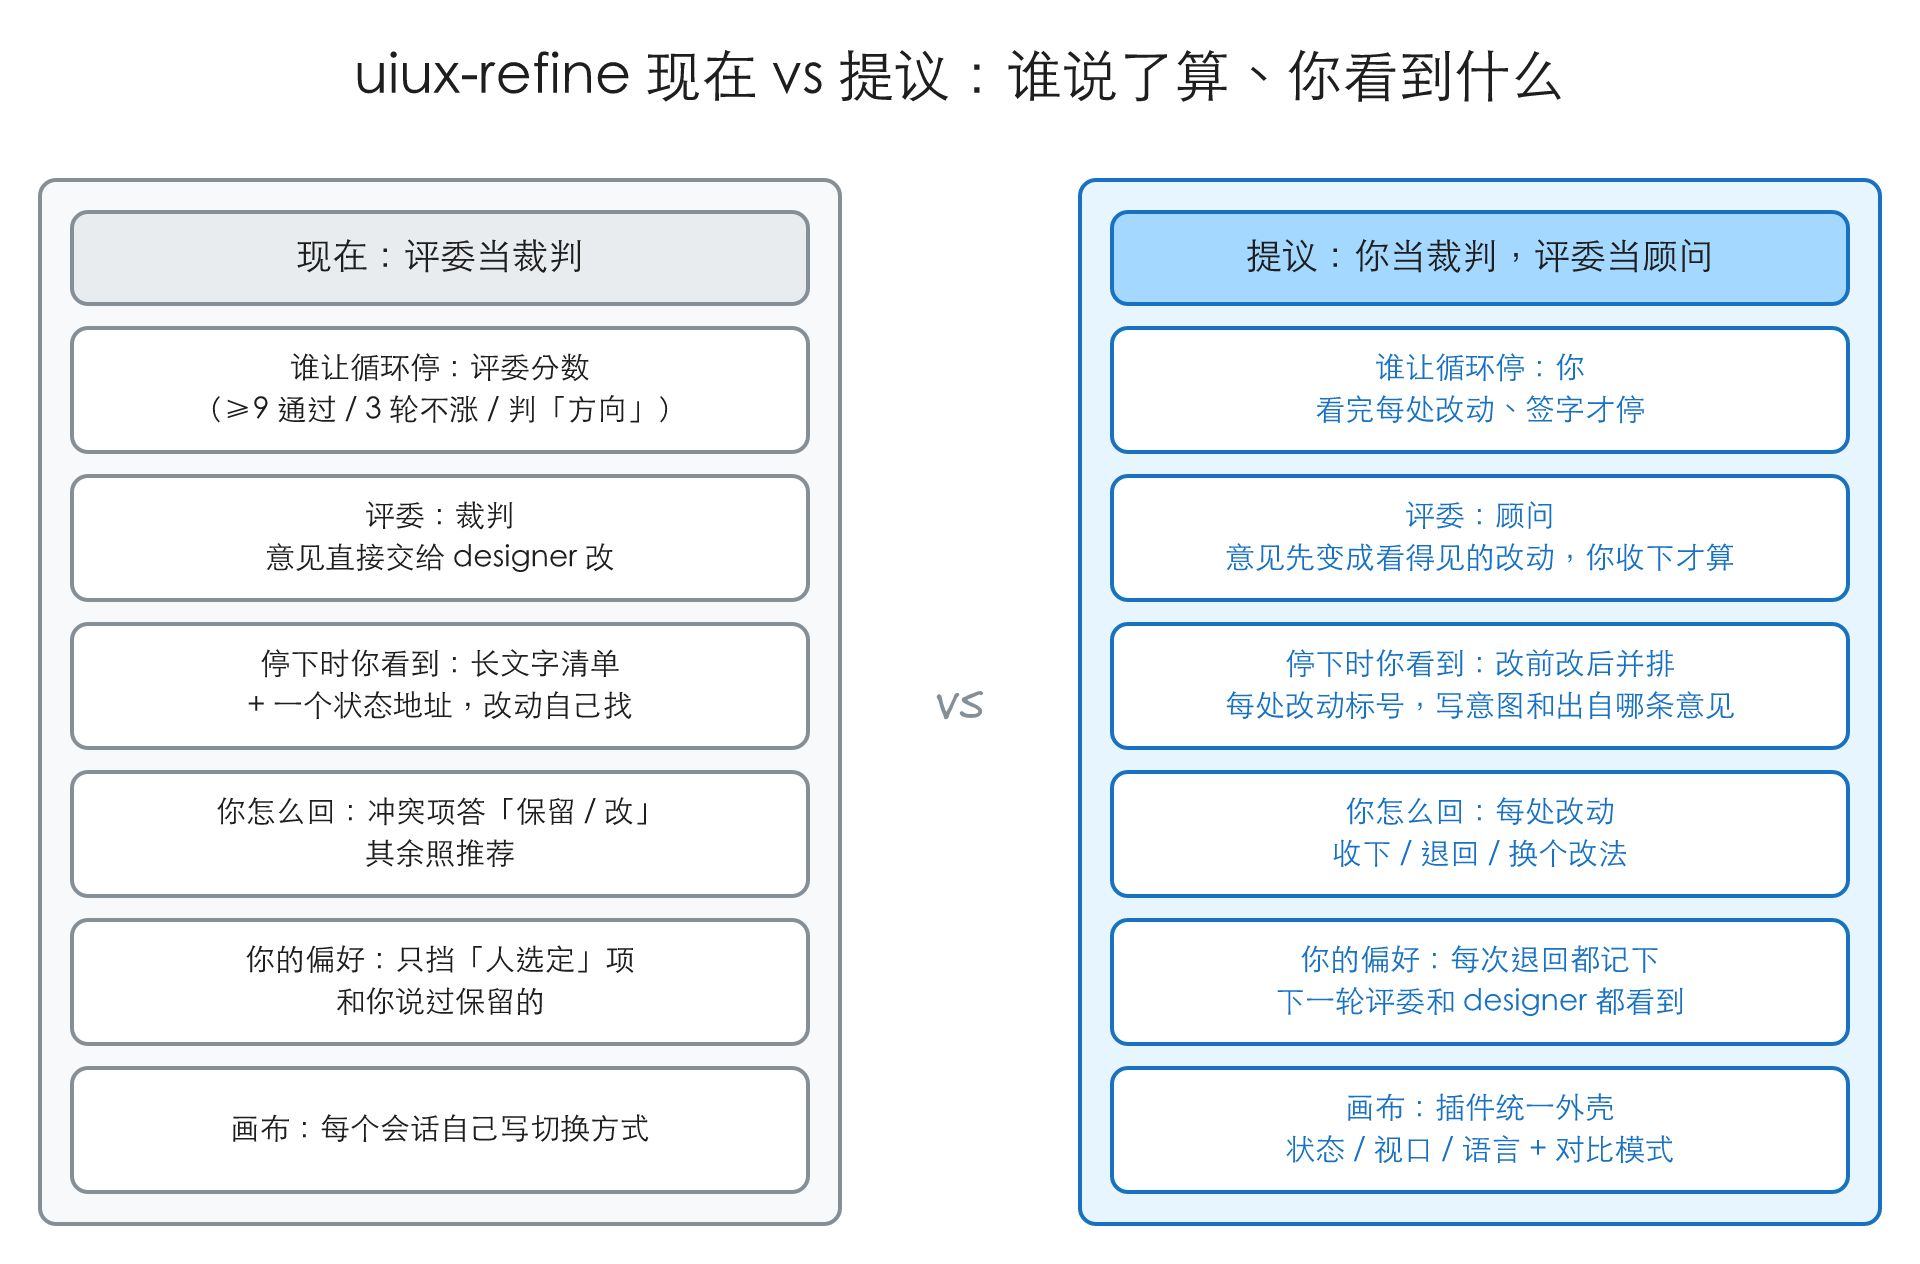 uiux-refine 现在 vs 提议：谁说了算、你看到什么
现在：评委当裁判
谁让循环停：评委分数
（≥9 通过 / 3 轮不涨 / 判「方向」）
评委：裁判
意见直接交给 designer 改
停下时你看到：长文字清单
+ 一个状态地址，改动自己找
你怎么回：冲突项答「保留 / 改」
其余照推荐
你的偏好：只挡「人选定」项
和你说过保留的
画布：每个会话自己写切换方式
vs
提议：你当裁判，评委当顾问
谁让循环停：你
看完每处改动、签字才停
评委：顾问
意见先变成看得见的改动，你收下才算
停下时你看到：改前改后并排
每处改动标号，写意图和出自哪条意见
你怎么回：每处改动
收下 / 退回 / 换个改法
你的偏好：每次退回都记下
下一轮评委和 designer 都看到
画布：插件统一外壳
状态 / 视口 / 语言 + 对比模式